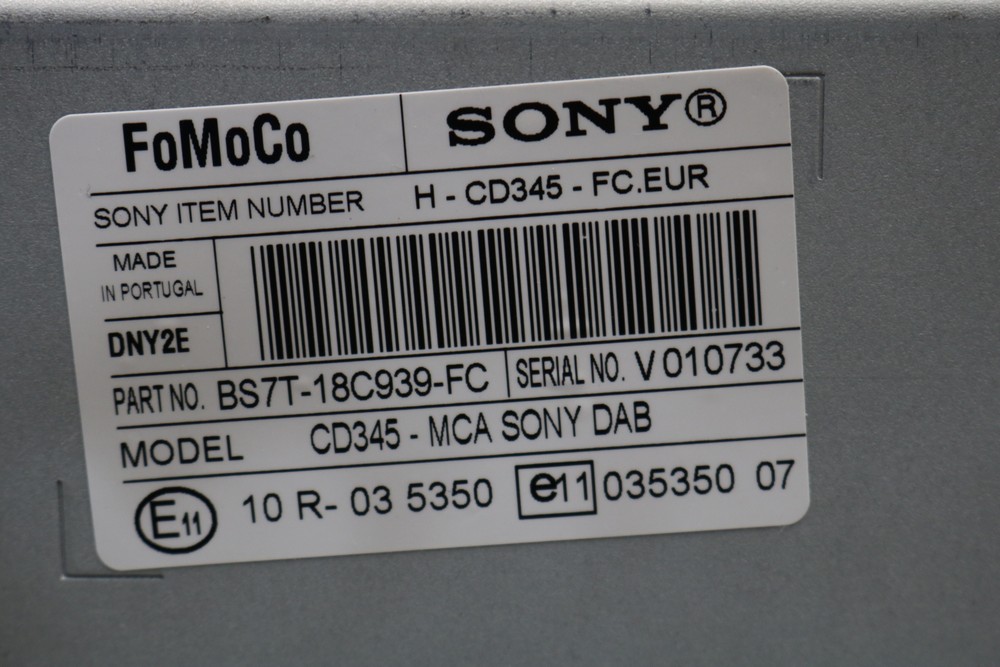 FoMoCo SONY®
SONY ITEM NUMBER H - CD345 - FC.EUR
MADE
IN PORTUGAL
DNY2E
PART NO. BS7T-18C939-FC SERIAL NO. V010733
MODEL CD345 - MCA SONY DAB
E11 10 R- 03 5350 e11 035350 07